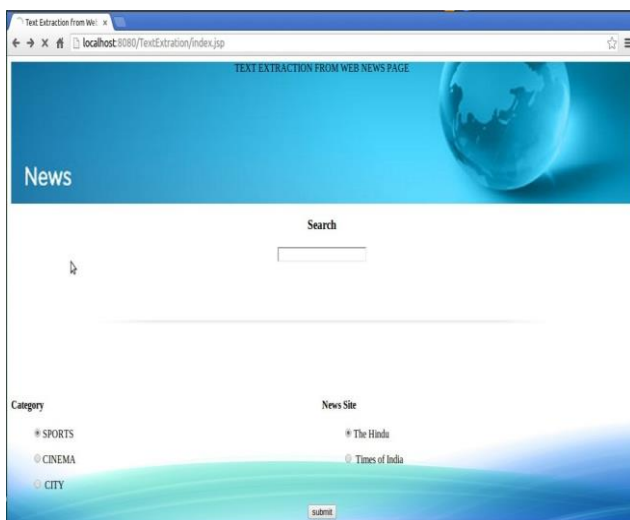 Text Extraction from Wel x
localhost:8080/TextExtration/index.jsp
TEXT EXTRACTION FROM WEB NEWS PAGE
News
Search
Category
News Site
SPORTS
The Hindu
CINEMA
Times of India
CITY
submit